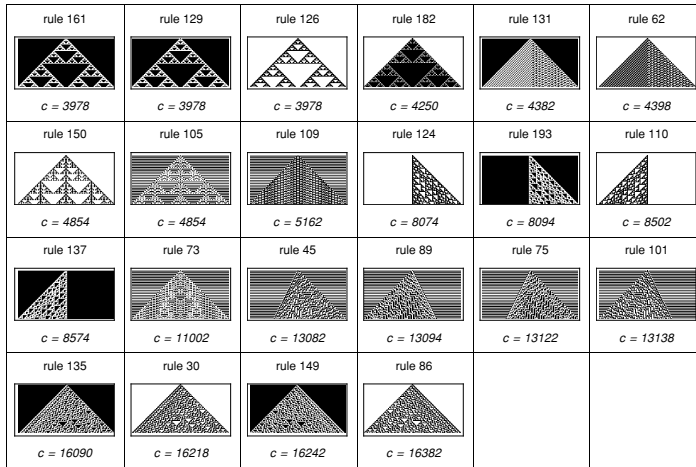 rule 161 rule 129 rule 126 rule 182 rule 131 rule 62
c = 3978 c = 3978 c = 3978 c = 4250 c = 4382 c = 4398
rule 150 rule 105 rule 109 rule 124 rule 193 rule 110
c = 4854 c = 4854 c = 5162 c = 8074 c = 8094 c = 8502
rule 137 rule 73 rule 45 rule 89 rule 75 rule 101
c = 8574 c = 11002 c = 13082 c = 13094 c = 13122 c = 13138
rule 135 rule 30 rule 149 rule 86
c = 16090 c = 16218 c = 16242 c = 16382